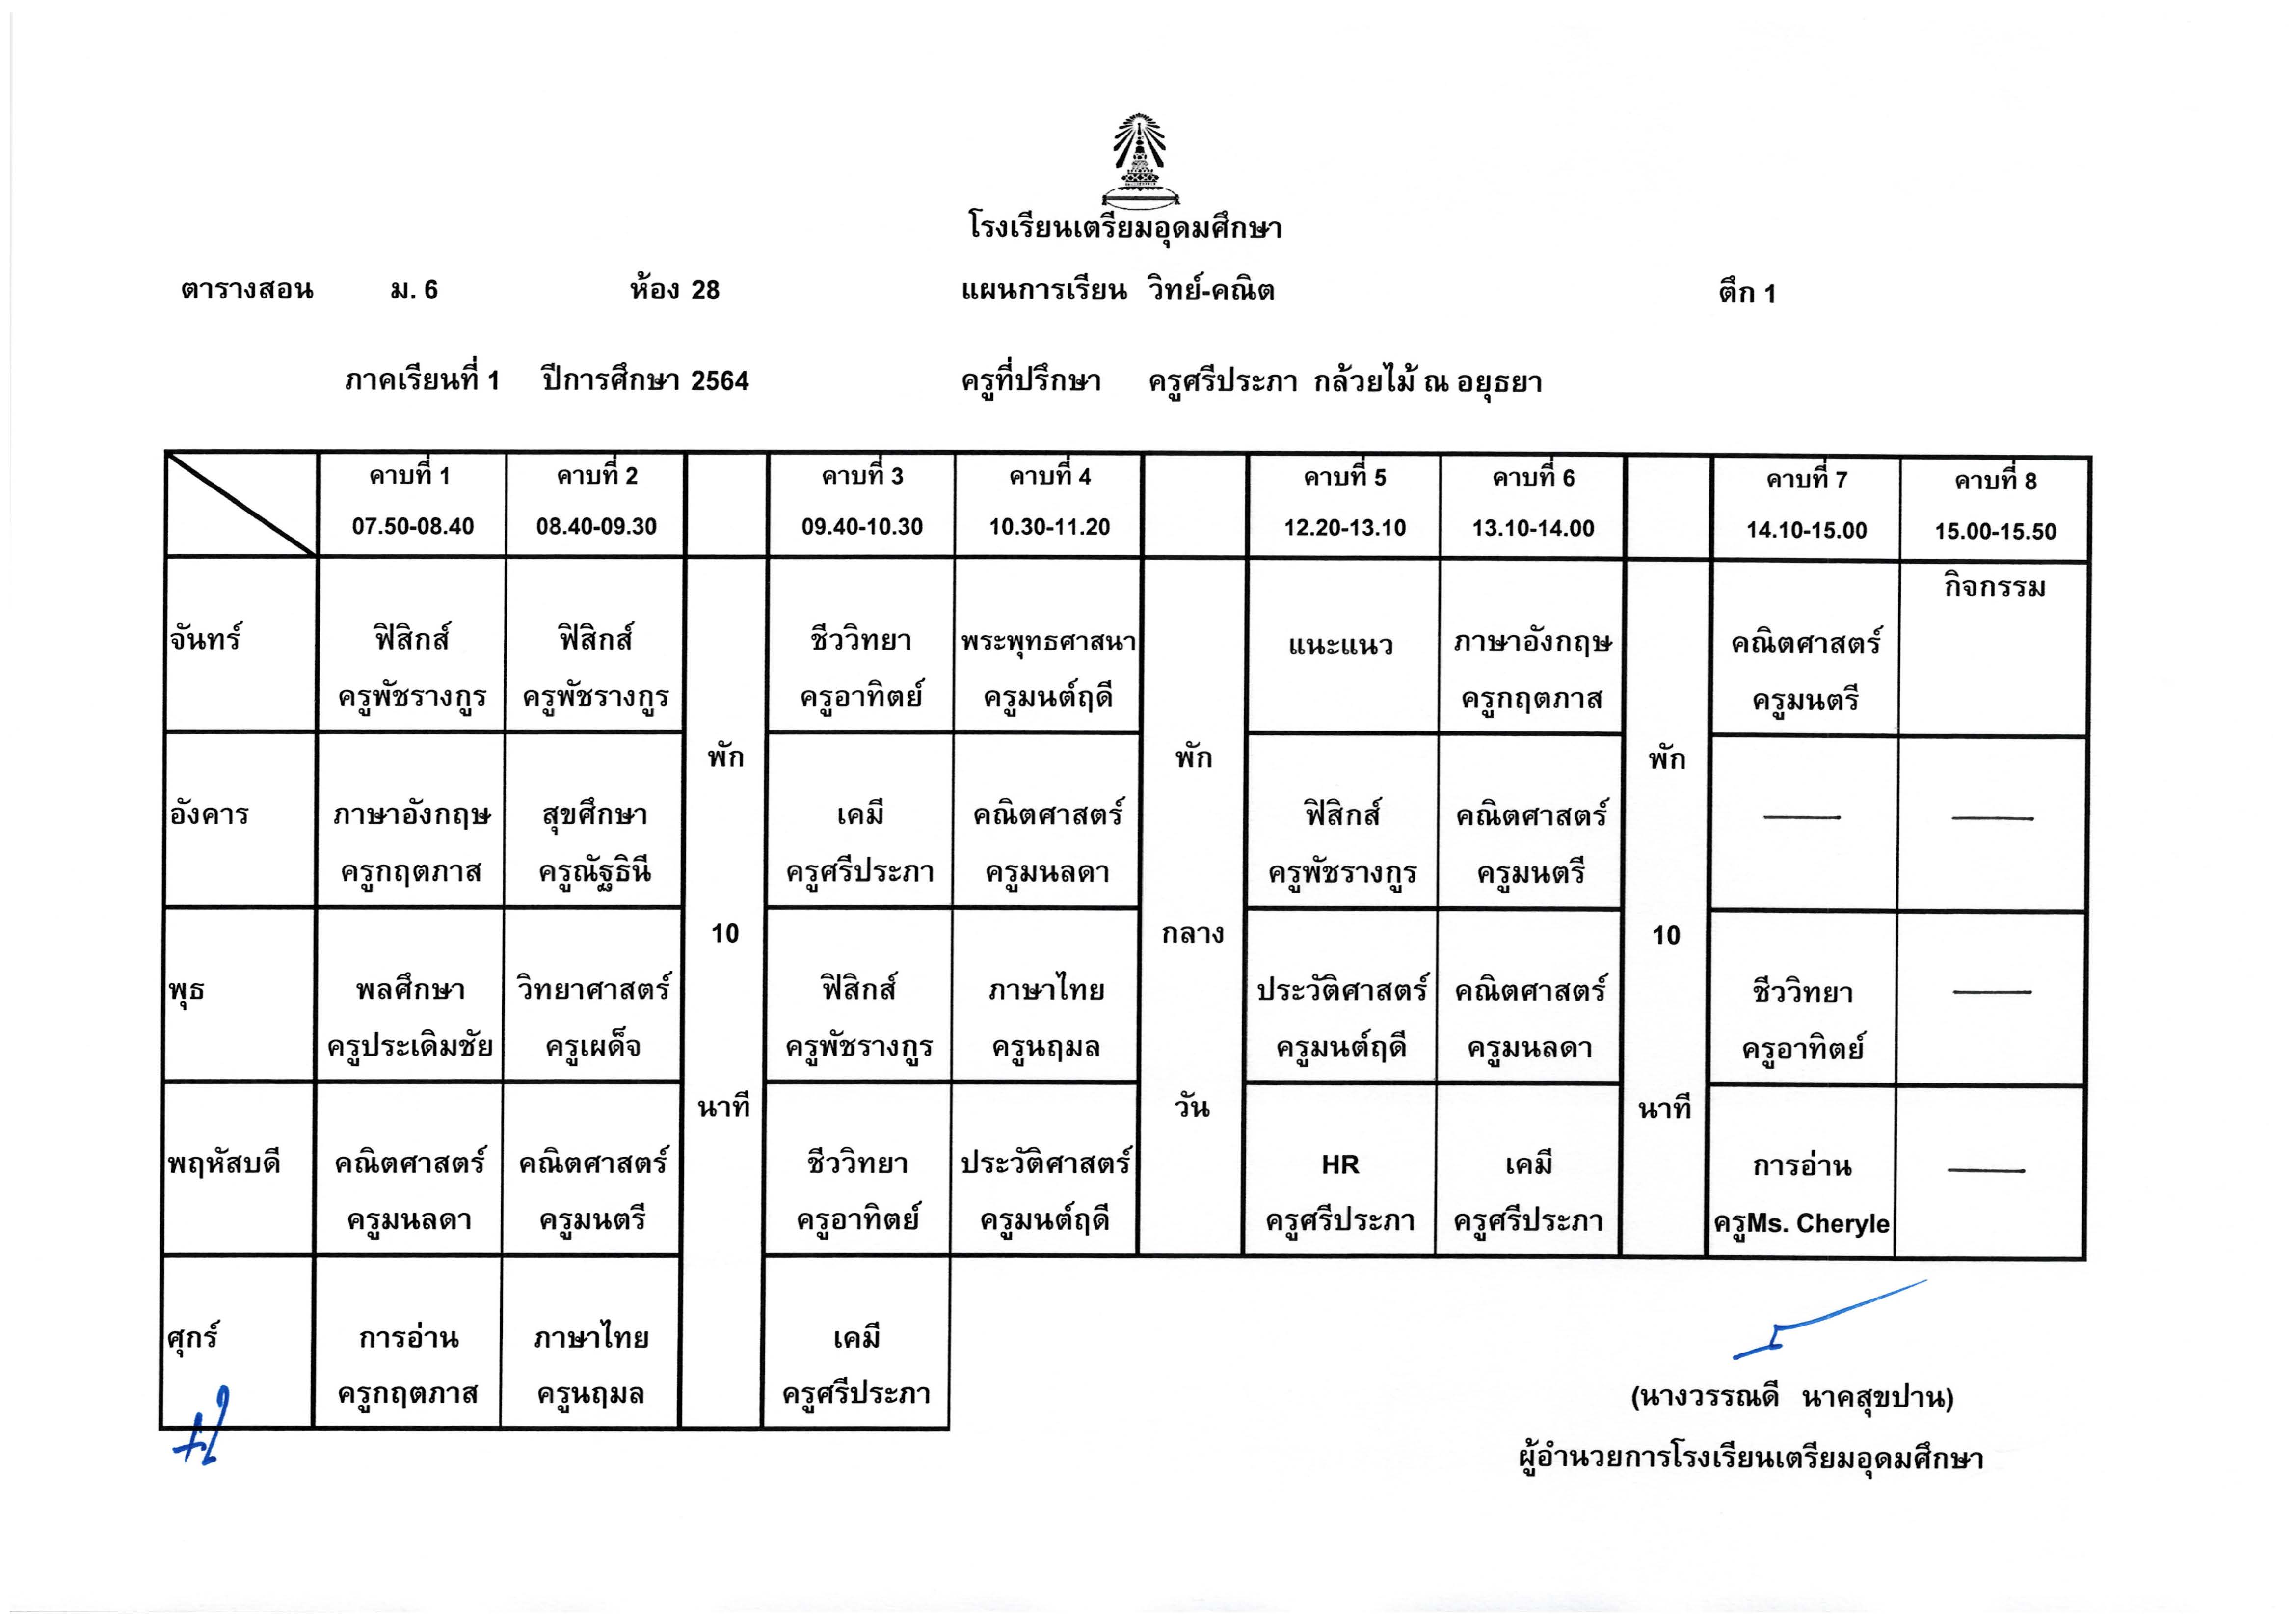 โรงเรียนเตรียมอุดมศึกษา
ตารางสอน ม. 6 ห้อง 28 แผนการเรียน วิทย์-คณิต ตึก 1
ภาคเรียนที่ 1 ปีการศึกษา 2564 ครูที่ปรึกษา ครูศรีประภา กล้วยไม้ ณ อยุธยา
คาบที่ 1 คาบที่ 2 คาบที่ 3 คาบที่ 4 คาบที่ 5 คาบที่ 6 คาบที่ 7 คาบที่ 8
07.50-08.40 08.40-09.30 09.40-10.30 10.30-11.20 12.20-13.10 13.10-14.00 14.10-15.00 15.00-15.50
กิจกรรม
จันทร์ ฟิสิกส์ ฟิสิกส์ ชีววิทยา พระพุทธศาสนา แนะแนว ภาษาอังกฤษ คณิตศาสตร์
ครูพัชรางกูร ครูพัชรางกูร ครูอาทิตย์ ครูมนต์ฤดี ครูกฤตภาส ครูมนตรี
พัก พัก พัก
อังคาร ภาษาอังกฤษ สุขศึกษา เคมี คณิตศาสตร์ ฟิสิกส์ คณิตศาสตร์
ครูกฤตภาส ครูณัฐธินี ครูศรีประภา ครูมนลดา ครูพัชรางกูร ครูมนตรี
10 กลาง 10
พุธ พลศึกษา วิทยาศาสตร์ ฟิสิกส์ ภาษาไทย ประวัติศาสตร์ คณิตศาสตร์ ชีววิทยา
ครูประเดิมชัย ครูเผด็จ ครูพัชรางกูร ครูนฤมล ครูมนต์ฤดี ครูมนลดา ครูอาทิตย์
นาที วัน นาที
พฤหัสบดี คณิตศาสตร์ คณิตศาสตร์ ชีววิทยา ประวัติศาสตร์ HR เคมี การอ่าน
ครูมนลดา ครูมนตรี ครูอาทิตย์ ครูมนต์ฤดี ครูศรีประภา ครูศรีประภา ครูMs. Cheryle
ศุกร์ การอ่าน ภาษาไทย เคมี
ครูกฤตภาส ครูนฤมล ครูศรีประภา
(นางวรรณดี นาคสุขปาน)
ผู้อำนวยการโรงเรียนเตรียมอุดมศึกษา